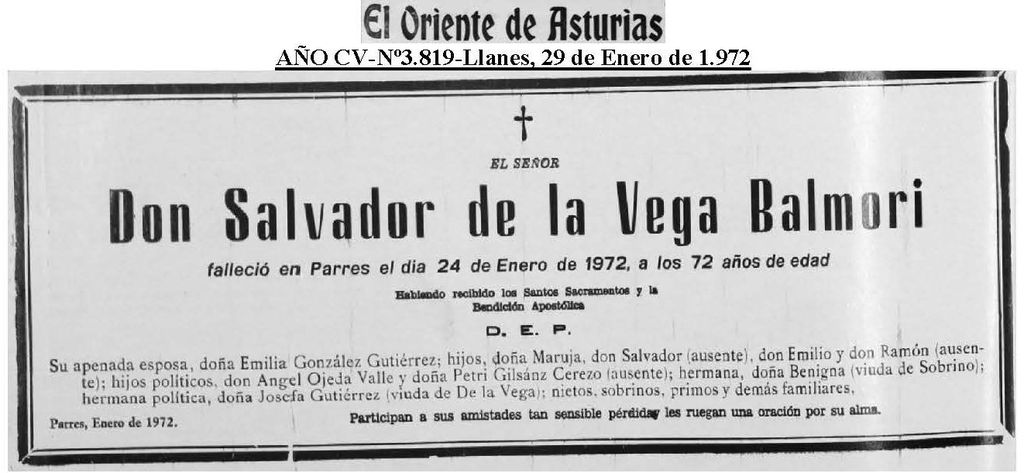 El Oriente de Asturias
AÑO CV-Nº3.819-Llanes, 29 de Enero de 1.972
EL SEÑOR
Don Salvador de la Vega Balmori
falleció en Parres el dia 24 de Enero de 1972, a los 72 años de edad
Habiendo recibido los Santos Sacramentos y la
Bendición Apostólica
D. E. P.
Su apenada esposa, doña Emilia González Gutiérrez; hijos, doña Maruja, don Salvador (ausente), don Emilio y don Ramón (ausen-
te); hijos políticos, don Angel Ojeda Valle y doña Petri Gilsánz Cerezo (ausente); hermana, doña Benigna (viuda de Sobrino);
hermana política, doña Josefa Gutiérrez (viuda de De la Vega); nietos, sobrinos, primos y demás familiares,
Participan a sus amistades tan sensible pérdida y les ruegan una oración por su alma.
Parres, Enero de 1972.